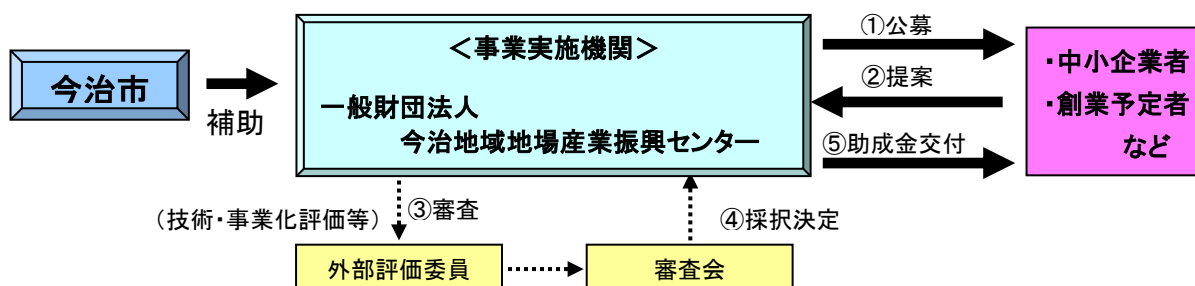 今治市
補助
＜事業実施機関＞
一般財団法人
今治地域地場産業振興センター
①公募
②提案
⑤助成金交付
・中小企業者
・創業予定者
など
（技術・事業化評価等）
③審査
④採択決定
外部評価委員
審査会